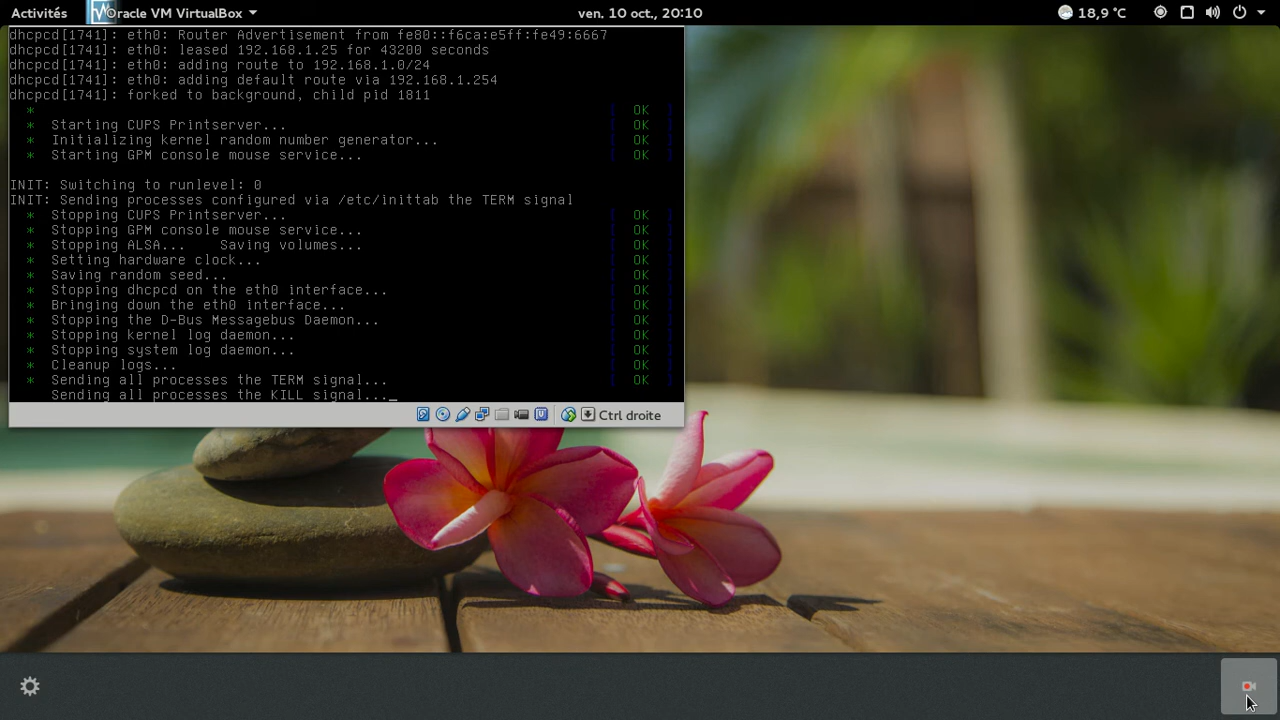 Activités
Oracle VM VirtualBox
ven. 10 oct., 20:10
18,9 °C
dhcpcd[1741]: eth0: Router Advertisement from fe80::f6ca:e5ff:fe49:6667
dhcpcd[1741]: eth0: leased 192.168.1.25 for 43200 seconds
dhcpcd[1741]: eth0: adding route to 192.168.1.0/24
dhcpcd[1741]: eth0: adding default route via 192.168.1.254
dhcpcd[1741]: forked to background, child pid 1811
* [ OK ]
* Starting CUPS Printserver... [ OK ]
* Initializing kernel random number generator... [ OK ]
* Starting GPM console mouse service... [ OK ]
INIT: Switching to runlevel: 0
INIT: Sending processes configured via /etc/inittab the TERM signal
* Stopping CUPS Printserver... [ OK ]
* Stopping GPM console mouse service... [ OK ]
* Stopping ALSA... Saving volumes... [ OK ]
* Setting hardware clock... [ OK ]
* Saving random seed... [ OK ]
* Stopping dhcpcd on the eth0 interface... [ OK ]
* Bringing down the eth0 interface... [ OK ]
* Stopping the D-Bus Messagebus Daemon... [ OK ]
* Stopping kernel log daemon... [ OK ]
* Stopping system log daemon... [ OK ]
* Cleanup logs... [ OK ]
* Sending all processes the TERM signal... [ OK ]
Sending all processes the KILL signal..._
Ctrl droite